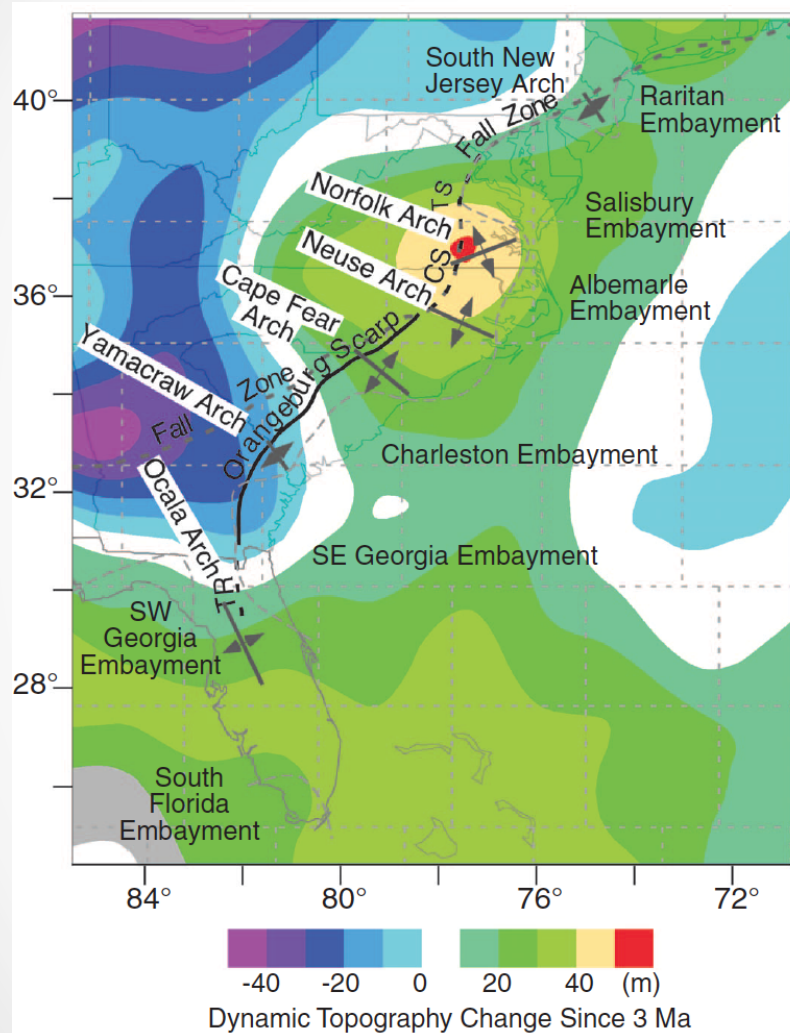 South New
Jersey Arch
40°
Raritan
Embayment
Fall Zone
TS
Norfolk Arch
Salisbury
Embayment
Neuse Arch
CS
36°
Cape Fear
Arch
Albemarle
Embayment
Yamacraw Arch
Fall Zone
Orangeburg Scarp
Charleston Embayment
32°
Ocala Arch
SE Georgia Embayment
TR
SW
Georgia
Embayment
28°
South
Florida
Embayment
84° 80° 76° 72°
-40 -20 0 20 40 (m)
Dynamic Topography Change Since 3 Ma